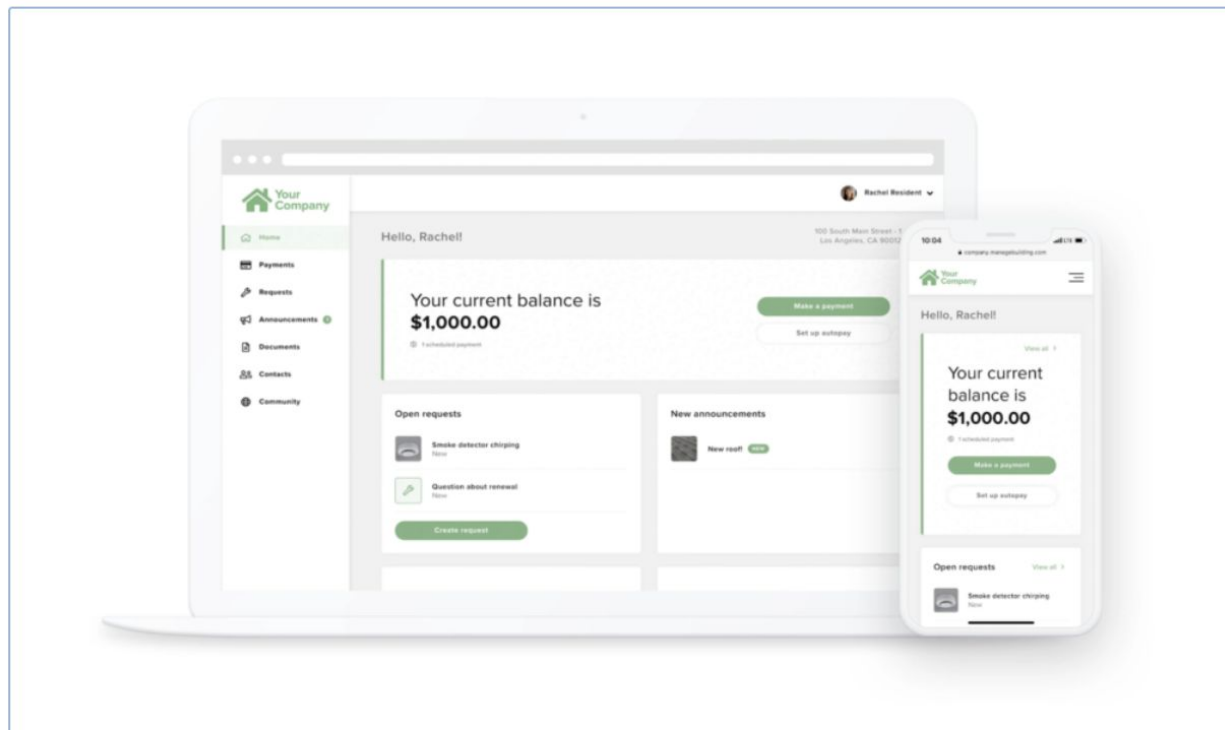 Your
Company
Rachel Resident
Home
Payments
Requests
Announcements
Documents
Contacts
Community
Hello, Rachel!
100 South Main Street - 1
Los Angeles, CA 90012
Your current balance is
$1,000.00
1 scheduled payment
Make a payment
Set up autopay
Open requests
Smoke detector chirping
New
Question about renewal
New
Create request
New announcements
New roof! NEW
10:04
LTE
company.managebuilding.com
Your
Company
Hello, Rachel!
View all
Your current
balance is
$1,000.00
1 scheduled payment
Make a payment
Set up autopay
Open requests
View all
Smoke detector chirping
New